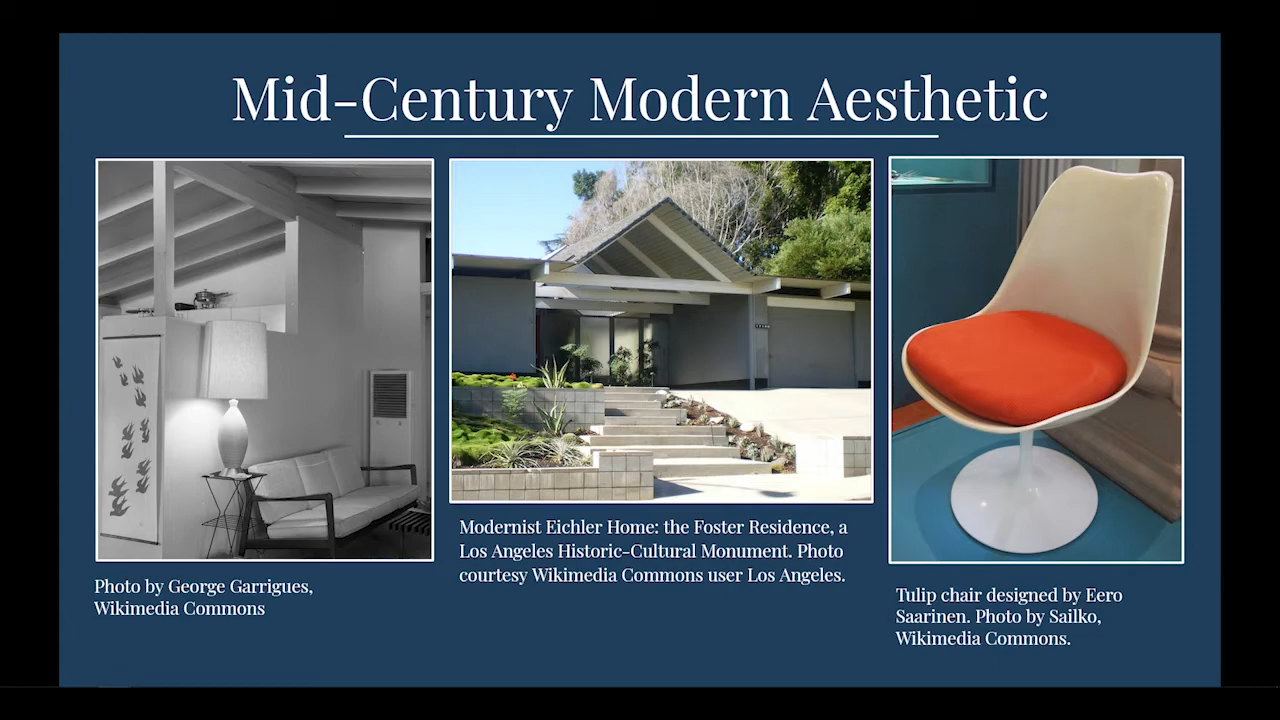 Mid-Century Modern Aesthetic
Photo by George Garrigues,
Wikimedia Commons
Modernist Eichler Home: the Foster Residence, a
Los Angeles Historic-Cultural Monument. Photo
courtesy Wikimedia Commons user Los Angeles.
Tulip chair designed by Eero
Saarinen. Photo by Sailko,
Wikimedia Commons.